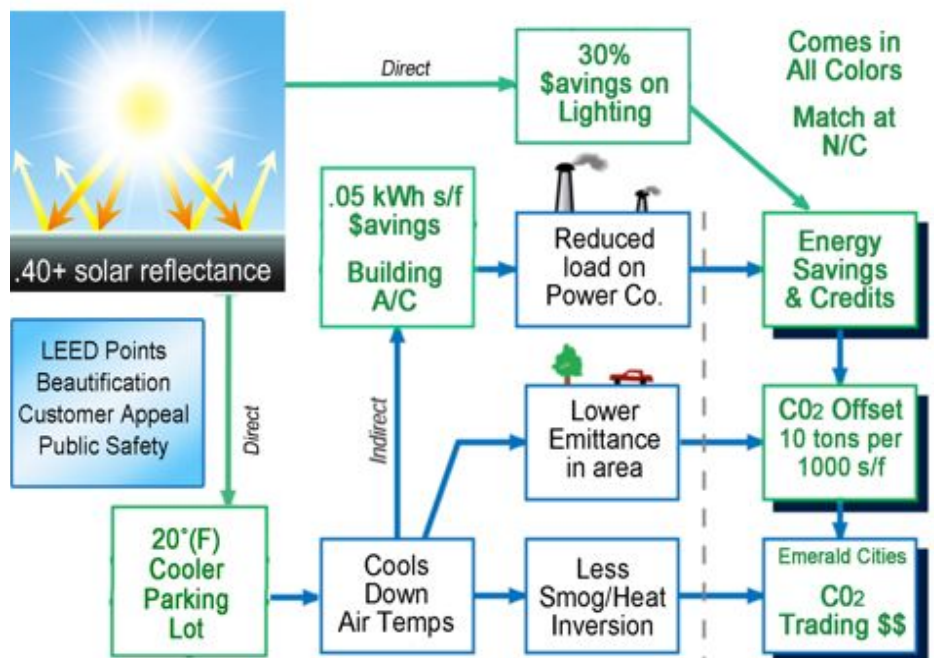 Direct
30%
$avings on
Lighting
Comes in
All Colors
Match at
N/C
.40+ solar reflectance
.05 kWh s/f
$avings
Building
A/C
Reduced
load on
Power Co.
Energy
Savings
& Credits
LEED Points
Beautification
Customer Appeal
Public Safety
Direct
Indirect
Lower
Emittance
in area
C02 Offset
10 tons per
1000 s/f
20°(F)
Cooler
Parking
Lot
Cools
Down
Air Temps
Less
Smog/Heat
Inversion
Emerald Cities
CO2
Trading $$